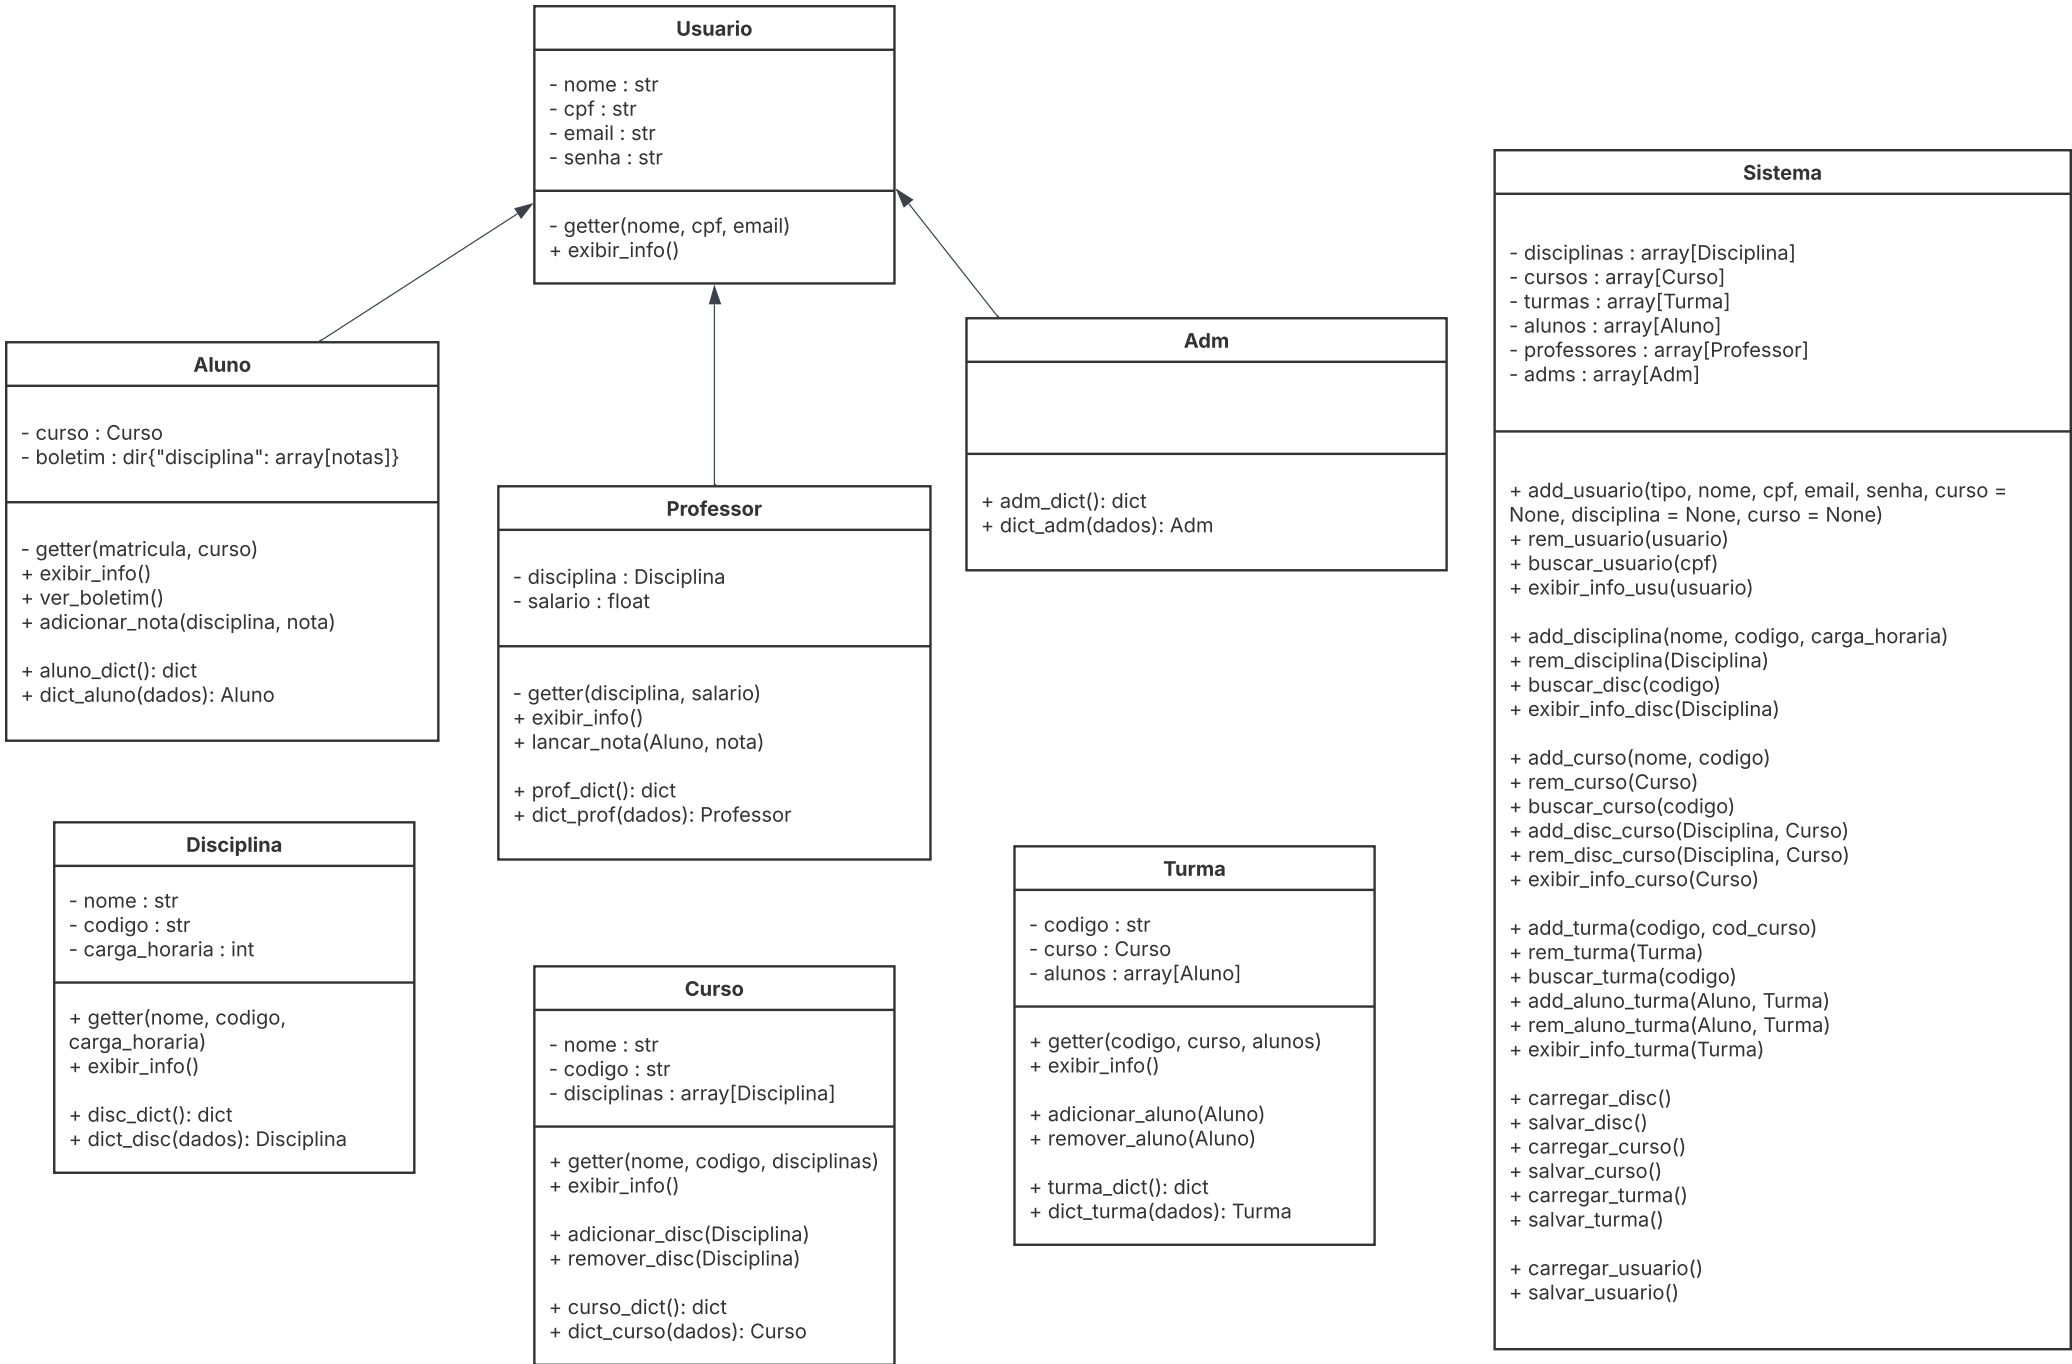 Usuario
- nome : str
- cpf : str
- email : str
- senha : str
- getter(nome, cpf, email)
+ exibir_info()
Aluno
- curso : Curso
- boletim : dir{"disciplina": array[notas]}
- getter(matricula, curso)
+ exibir_info()
+ ver_boletim()
+ adicionar_nota(disciplina, nota)
+ aluno_dict(): dict
+ dict_aluno(dados): Aluno
Professor
- disciplina : Disciplina
- salario : float
- getter(disciplina, salario)
+ exibir_info()
+ lancar_nota(Aluno, nota)
+ prof_dict(): dict
+ dict_prof(dados): Professor
Adm
+ adm_dict(): dict
+ dict_adm(dados): Adm
Sistema
- disciplinas : array[Disciplina]
- cursos : array[Curso]
- turmas : array[Turma]
- alunos : array[Aluno]
- professores : array[Professor]
- adms : array[Adm]
+ add_usuario(tipo, nome, cpf, email, senha, curso =
None, disciplina = None, curso = None)
+ rem_usuario(usuario)
+ buscar_usuario(cpf)
+ exibir_info_usu(usuario)
+ add_disciplina(nome, codigo, carga_horaria)
+ rem_disciplina(Disciplina)
+ buscar_disc(codigo)
+ exibir_info_disc(Disciplina)
+ add_curso(nome, codigo)
+ rem_curso(Curso)
+ buscar_curso(codigo)
+ add_disc_curso(Disciplina, Curso)
+ rem_disc_curso(Disciplina, Curso)
+ exibir_info_curso(Curso)
+ add_turma(codigo, cod_curso)
+ rem_turma(Turma)
+ buscar_turma(codigo)
+ add_aluno_turma(Aluno, Turma)
+ rem_aluno_turma(Aluno, Turma)
+ exibir_info_turma(Turma)
+ carregar_disc()
+ salvar_disc()
+ carregar_curso()
+ salvar_curso()
+ carregar_turma()
+ salvar_turma()
+ carregar_usuario()
+ salvar_usuario()
Disciplina
- nome : str
- codigo : str
- carga_horaria : int
+ getter(nome, codigo,
carga_horaria)
+ exibir_info()
+ disc_dict(): dict
+ dict_disc(dados): Disciplina
Curso
- nome : str
- codigo : str
- disciplinas : array[Disciplina]
+ getter(nome, codigo, disciplinas)
+ exibir_info()
+ adicionar_disc(Disciplina)
+ remover_disc(Disciplina)
+ curso_dict(): dict
+ dict_curso(dados): Curso
Turma
- codigo : str
- curso : Curso
- alunos : array[Aluno]
+ getter(codigo, curso, alunos)
+ exibir_info()
+ adicionar_aluno(Aluno)
+ remover_aluno(Aluno)
+ turma_dict(): dict
+ dict_turma(dados): Turma